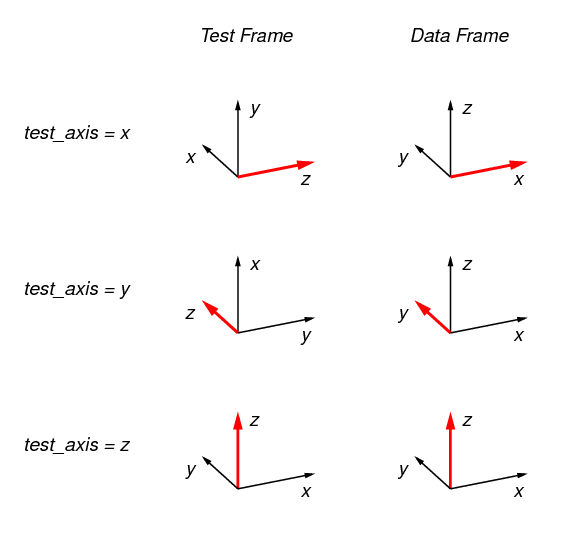 Test Frame Data Frame
y z
test_axis = x
x y
z x
x z
test_axis = y
z y
y x
z z
test_axis = z
y y
x x